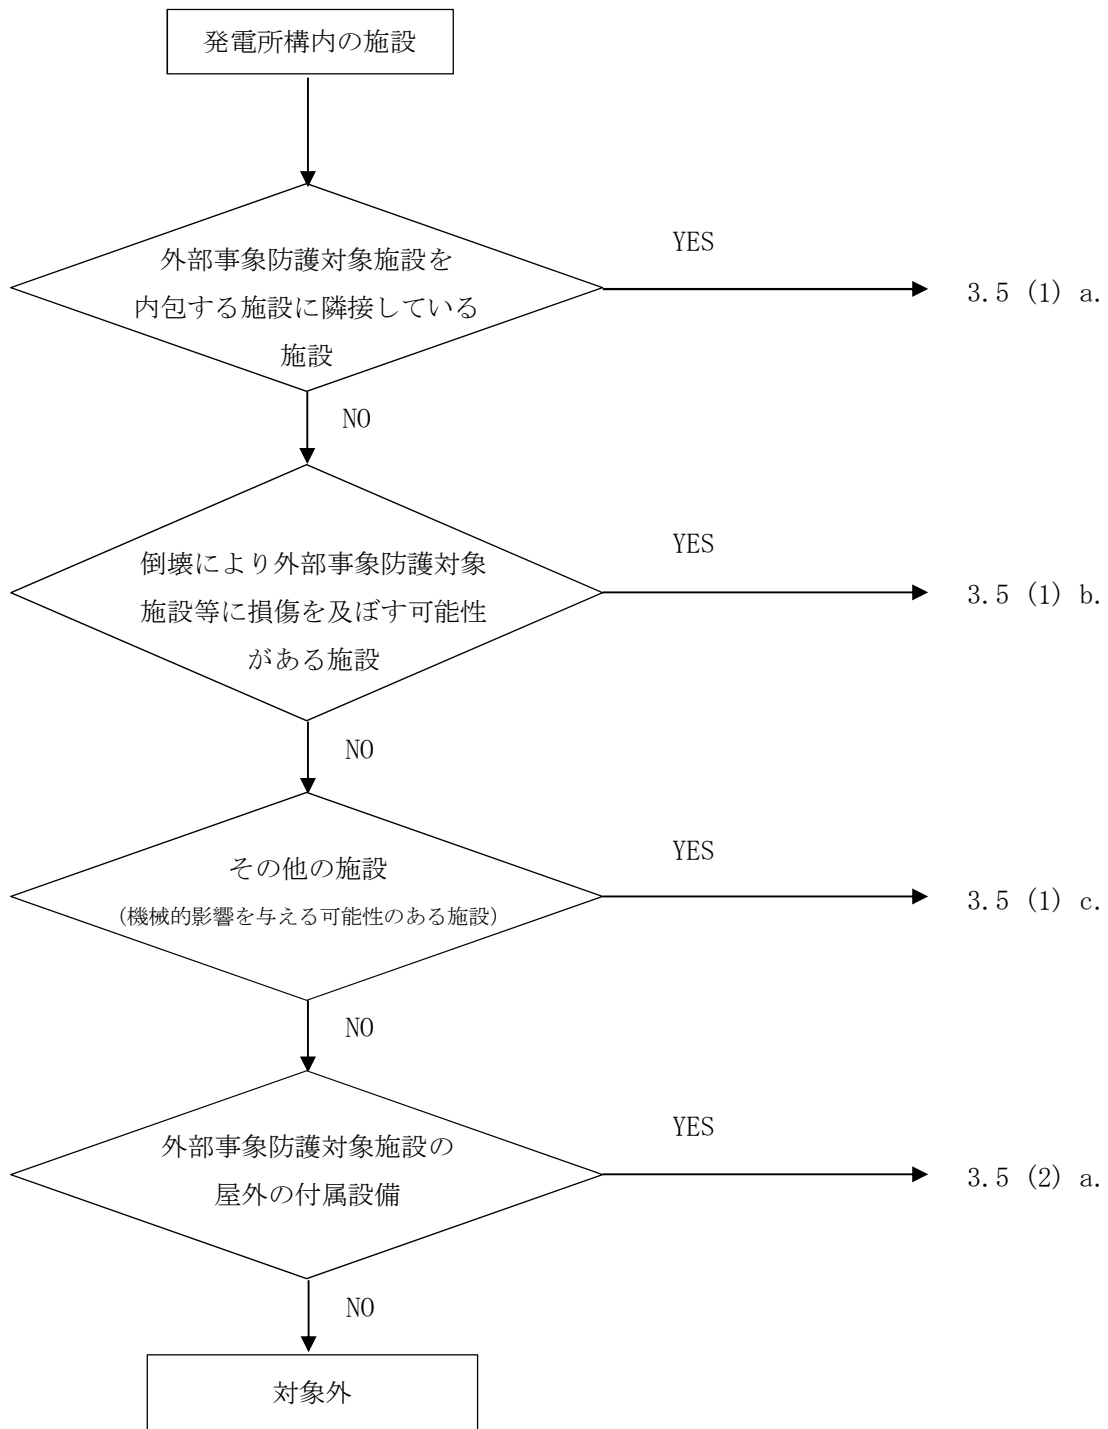 発電所構内の施設
外部事象防護対象施設を
内包する施設に隣接している
施設
YES
3.5 (1) a.
NO
倒壊により外部事象防護対象
施設等に損傷を及ぼす可能性
がある施設
YES
3.5 (1) b.
NO
その他の施設
(機械的影響を与える可能性のある施設)
YES
3.5 (1) c.
NO
外部事象防護対象施設の
屋外の付属設備
YES
3.5 (2) a.
NO
対象外